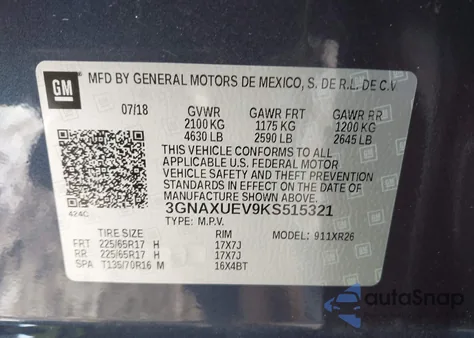 GM
MFD BY GENERAL MOTORS DE MEXICO, S. DE R.L. DE C.V
07/18 GVWR GAWR FRT GAWR RR
2100 KG 1175 KG 1200 KG
4630 LB 2590 LB 2645 LB
THIS VEHICLE CONFORMS TO ALL
APPLICABLE U.S. FEDERAL MOTOR
VEHICLE SAFETY AND THEFT
PREVENTION STANDARDS
IN EFFECT ON THE DATE OF
MANUFACTURE SHOWN ABOVE.
424C 3GNAXUEV9KS515321
TYPE: M.P.V. MODEL: 911XR26
TIRE SIZE RIM
FRT 225/65R17 H 17X7J
RR 225/65R17 H 17X7J
SPA T135/70R16 M 16X4BT
autoSnap